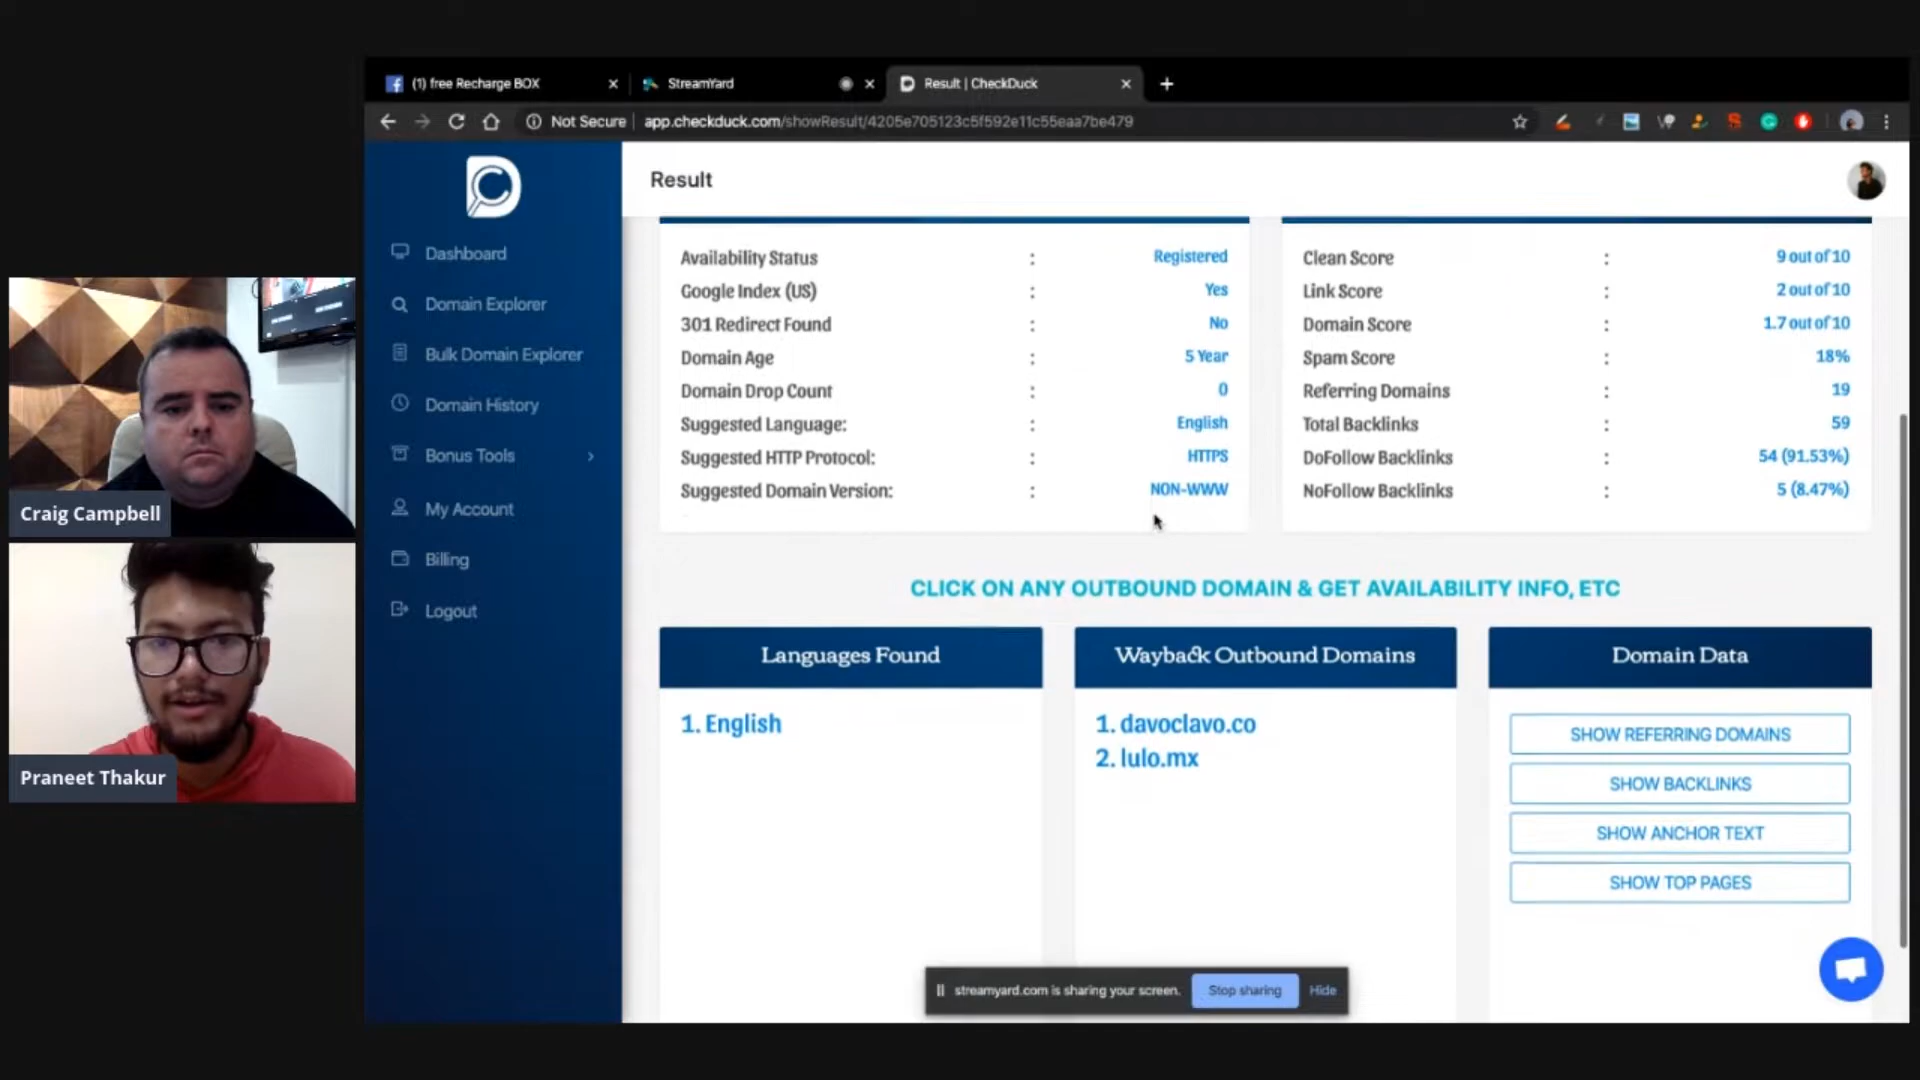 (1) free Recharge BOX
StreamYard
Result | CheckDuck
Not Secure
app.checkduck.com/showResult/4205e705123c5f592e11c55eaa7be479
Dashboard
Domain Explorer
Bulk Domain Explorer
Domain History
Bonus Tools
My Account
Billing
Logout
Craig Campbell
Praneet Thakur
Result
Availability Status : Registered
Google Index (US) : Yes
301 Redirect Found : No
Domain Age : 5 Year
Domain Drop Count : 0
Suggested Language: : English
Suggested HTTP Protocol: : HTTPS
Suggested Domain Version: : NON-WWW
Clean Score : 9 out of 10
Link Score : 2 out of 10
Domain Score : 1.7 out of 10
Spam Score : 18%
Referring Domains : 19
Total Backlinks : 59
DoFollow Backlinks : 54 (91.53%)
NoFollow Backlinks : 5 (8.47%)
CLICK ON ANY OUTBOUND DOMAIN & GET AVAILABILITY INFO, ETC
Languages Found
1. English
Wayback Outbound Domains
1. davoclavo.co
2. lulo.mx
Domain Data
SHOW REFERRING DOMAINS
SHOW BACKLINKS
SHOW ANCHOR TEXT
SHOW TOP PAGES
streamyard.com is sharing your screen.
Stop sharing
Hide